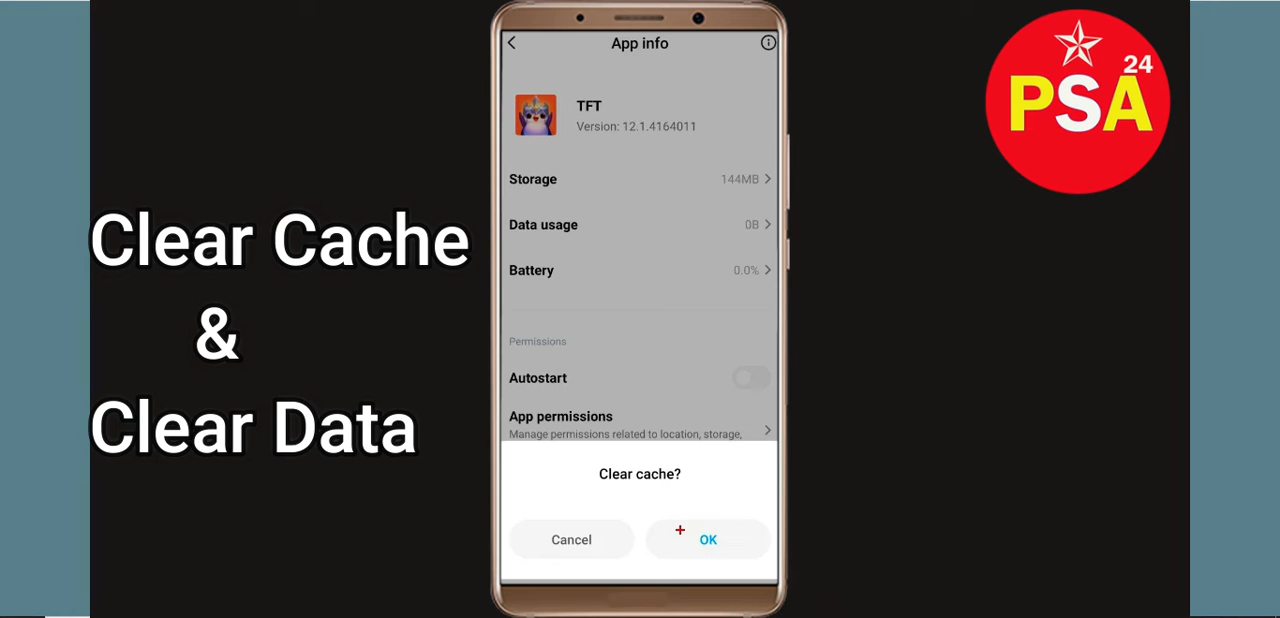 Clear Cache
&
Clear Data
App info
TFT
Version: 12.1.4164011
Storage 144MB
Data usage 0B
Battery 0.0%
Permissions
Autostart
App permissions
Manage permissions related to location, storage,
Clear cache?
Cancel OK
24
PSA